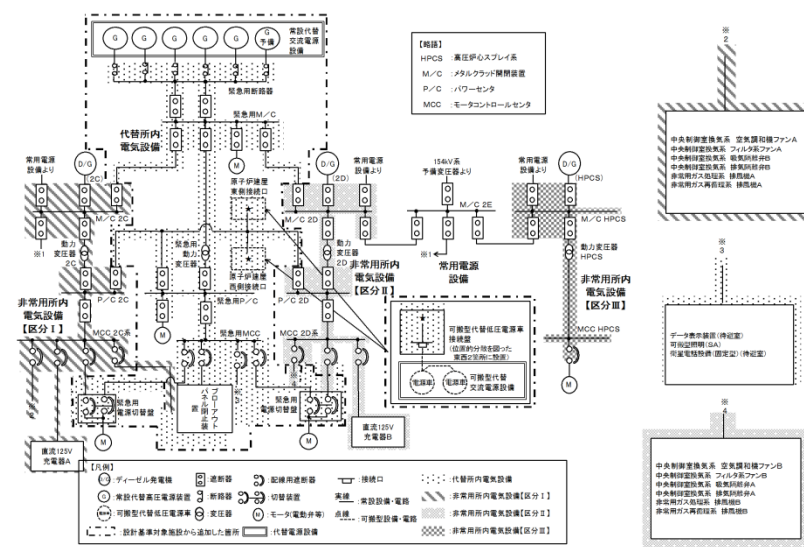 常設代替
交流電源
設備
G
G
G
G
G
G
予備
緊急用断路器
緊急用M/C
代替所内
電気設備
【略語】
HPCS :高圧炉心スプレイ系
M/C :メタルクラッド開閉装置
P/C :パワーセンタ
MCC :モータコントロールセンタ
常用電源
設備より
D/G
(2C)
M
D/G
(2D)
常用電源
設備より
154kV系
予備変圧器より
常用電源
設備より
D/G
(HPCS)
原子炉建屋
東側接続口
M/C 2C
M/C 2D
M/C 2E
M/C HPCS
※1
動力
変圧器
2C
緊急用
動力
変圧器
原子炉建屋
西側接続口
動力
変圧器
2D
※1
常用電源
設備
動力変圧器
HPCS
非常用所内
電気設備
【区分Ⅱ】
非常用所内
電気設備
【区分Ⅲ】
非常用所内
電気設備
【区分Ⅰ】
P/C 2C
緊急用P/C
P/C 2D
M
MCC 2C系
緊急用MCC
MCC 2D系
MCC HPCS
可搬型代替低圧電源車
接続盤
(位置的分散を図った
東西2箇所に設置)
電源車
電源車
可搬型代替
交流電源設備
※2
※3
※4
緊急用
電源切替盤
ブローアウト
パネル閉止装
置
緊急用
電源切替盤
M
M
M
直流125V
充電器A
直流125V
充電器B
【凡例】
D/G :ディーゼル発電機
:遮断器
:配線用遮断器
:接続口
:代替所内電気設備
G :常設代替高圧電源装置
:断路器
:切替装置
実線 :常設設備・電路
:非常用所内電気設備【区分Ⅰ】
電源車 :可搬型代替低圧電源車
:変圧器
M :モータ(電動弁等)
点線 :可搬型設備・電路
:非常用所内電気設備【区分Ⅱ】
:設計基準対象施設から追加した箇所
:代替電源設備
:非常用所内電気設備【区分Ⅲ】
※
2
中央制御室換気系 空気調和機ファンA
中央制御室換気系 フィルタ系ファンA
中央制御室換気系 吸気隔離弁B
中央制御室換気系 排気隔離弁B
非常用ガス処理系 排風機A
非常用ガス再循環系 排風機A
※
3
データ表示装置(待避室)
可搬型照明(SA)
衛星電話設備(固定型)(待避室)
※
4
中央制御室換気系 空気調和機ファンB
中央制御室換気系 フィルタ系ファンB
中央制御室換気系 吸気隔離弁A
中央制御室換気系 排気隔離弁A
非常用ガス処理系 排風機B
非常用ガス再循環系 排風機B